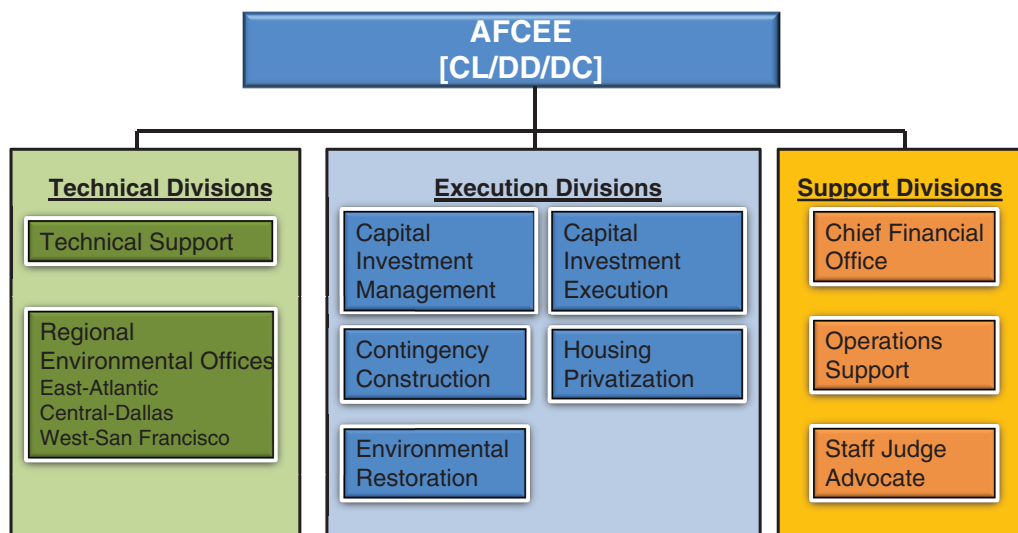 AFCEE
[CL/DD/DC]
Technical Divisions
Technical Support
Regional
Environmental Offices
East-Atlantic
Central-Dallas
West-San Francisco
Execution Divisions
Capital
Investment
Management
Capital
Investment
Execution
Contingency
Construction
Housing
Privatization
Environmental
Restoration
Support Divisions
Chief Financial
Office
Operations
Support
Staff Judge
Advocate